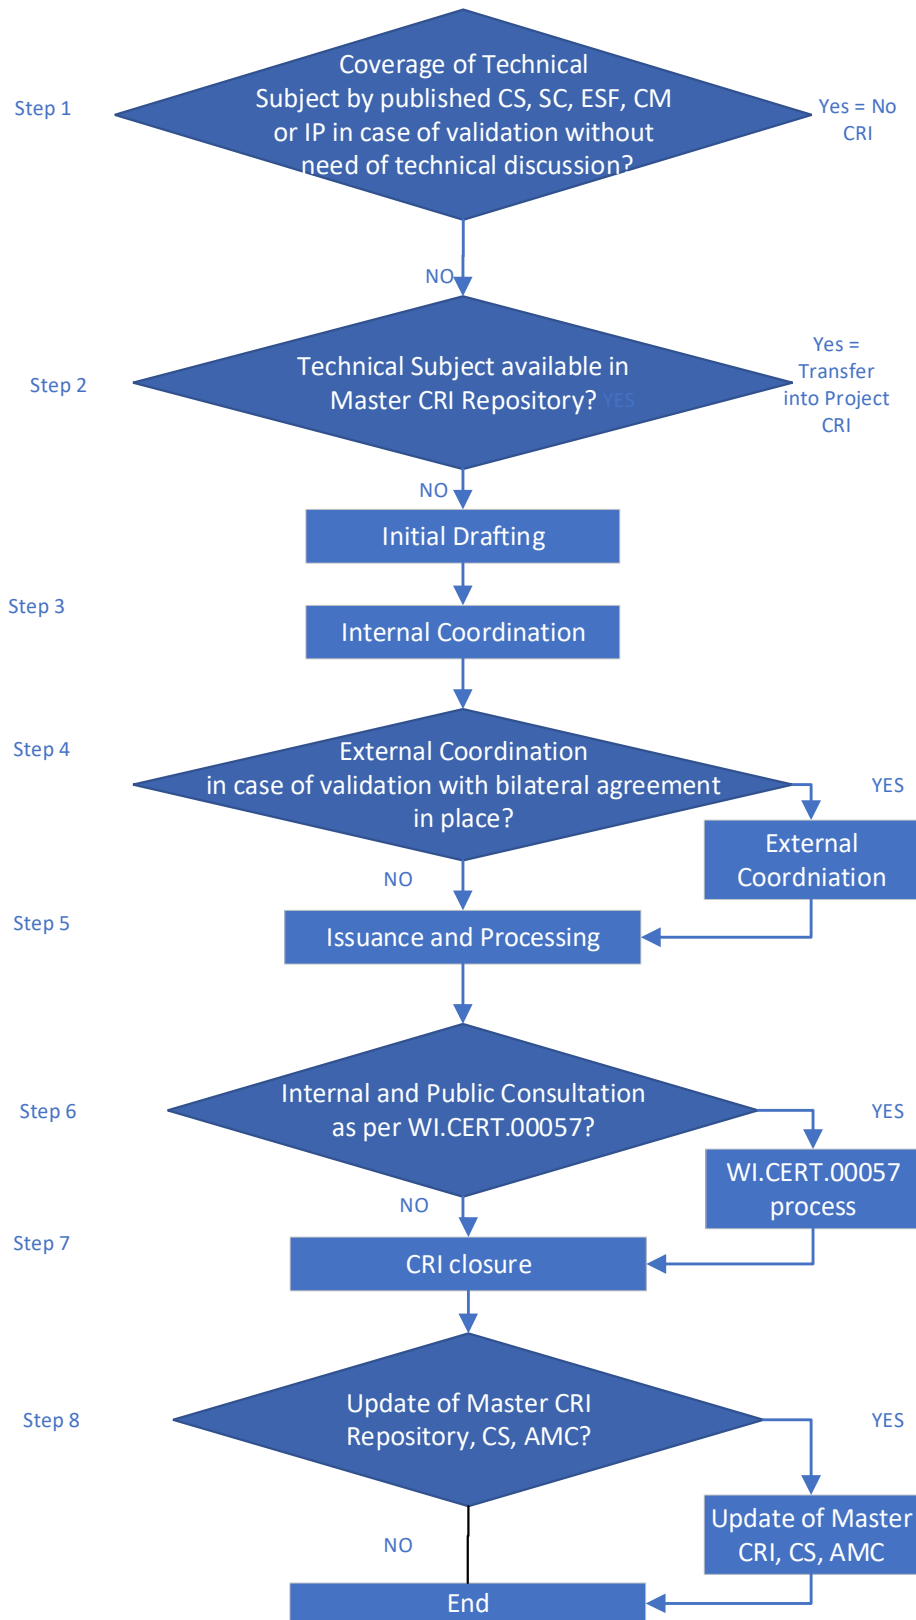 Step 1
Coverage of Technical
Subject by published CS, SC, ESF, CM
or IP in case of validation without
need of technical discussion?
Yes = No
CRI
NO
Step 2
Technical Subject available in
Master CRI Repository? YES
Yes =
Transfer
into Project
CRI
NO
Initial Drafting
Step 3
Internal Coordination
Step 4
External Coordination
in case of validation with bilateral agreement
in place?
YES
External
Coordniation
NO
Step 5
Issuance and Processing
Step 6
Internal and Public Consultation
as per WI.CERT.00057?
YES
WI.CERT.00057
process
NO
Step 7
CRI closure
Step 8
Update of Master CRI
Repository, CS, AMC?
YES
Update of Master
CRI, CS, AMC
NO
End